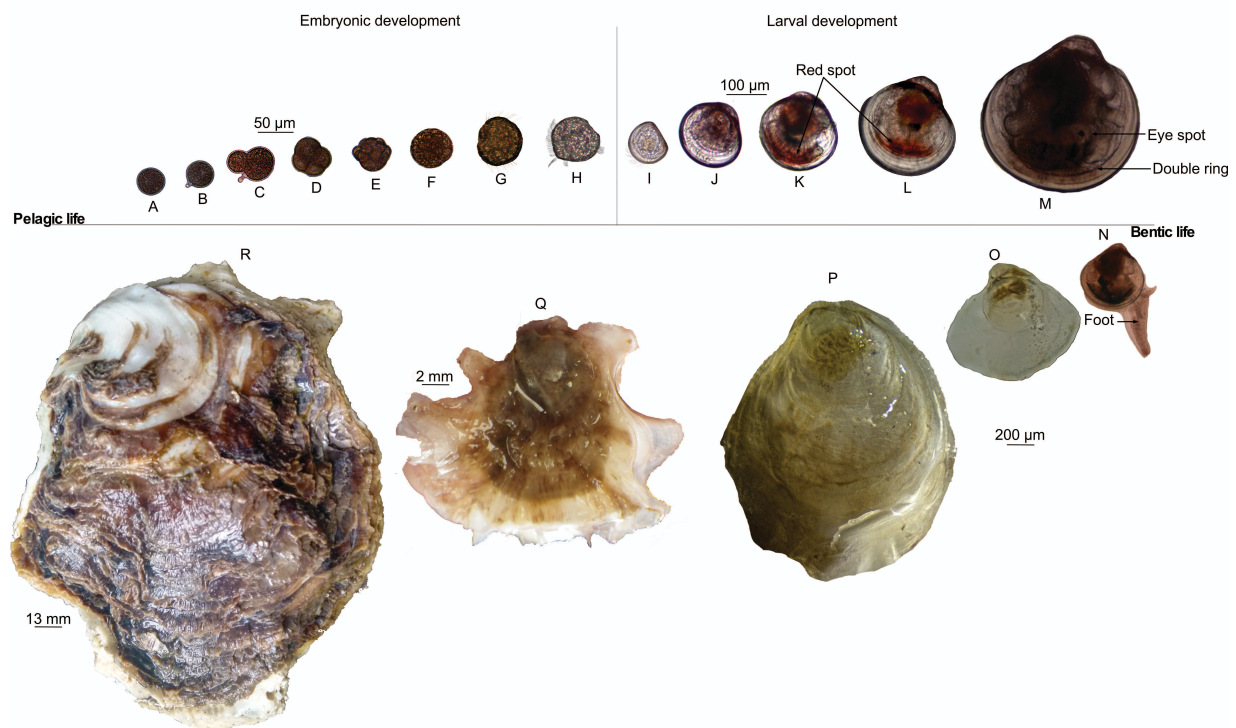 Embryonic development
Larval development
Red spot
100 µm
50 µm
Eye spot
Double ring
A
B
C
D
E
F
G
H
I
J
K
L
M
Pelagic life
Bentic life
R
Q
P
O
N
Foot
2 mm
200 µm
13 mm